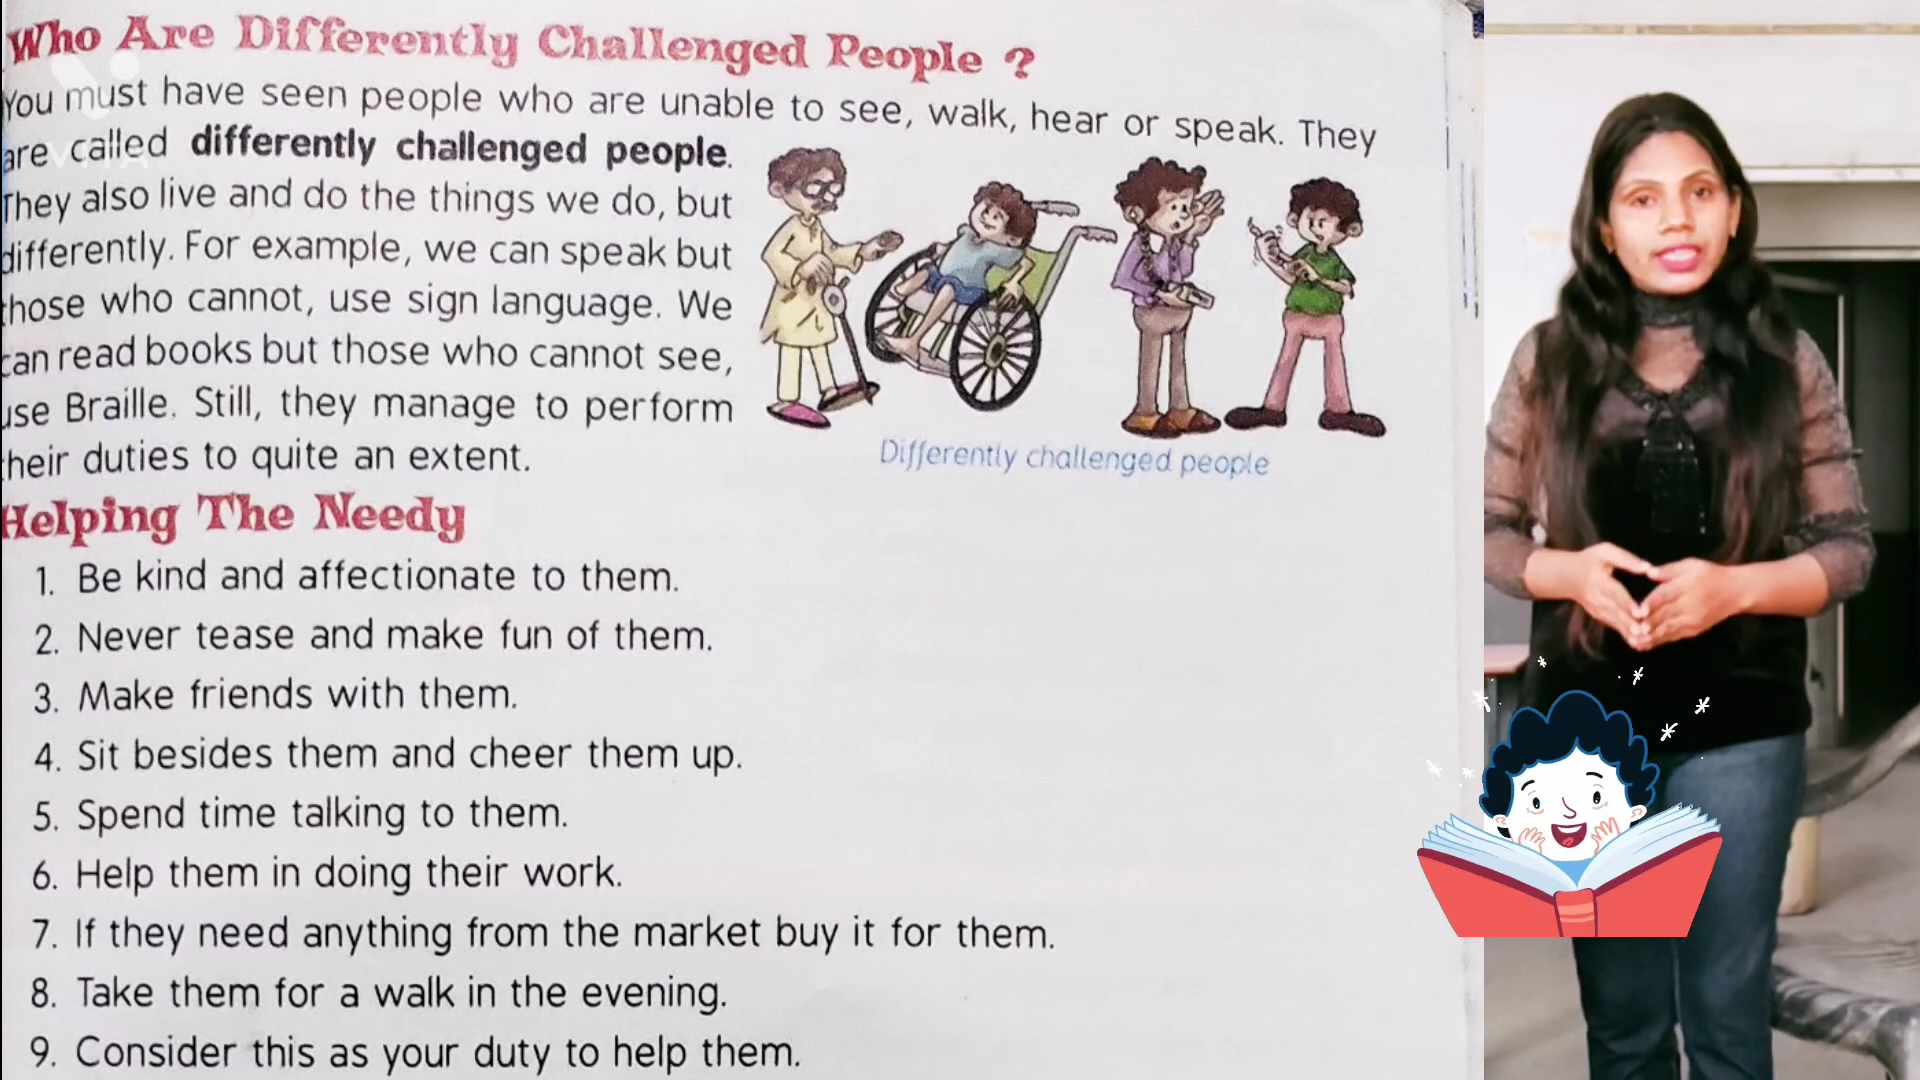 Who Are Differently Challenged People ?
You must have seen people who are unable to see, walk, hear or speak. They
are called differently challenged people.
They also live and do the things we do, but
differently. For example, we can speak but
those who cannot, use sign language. We
can read books but those who cannot see,
use Braille. Still, they manage to perform
their duties to quite an extent.
Differently challenged people
Helping The Needy
1. Be kind and affectionate to them.
2. Never tease and make fun of them.
3. Make friends with them.
4. Sit besides them and cheer them up.
5. Spend time talking to them.
6. Help them in doing their work.
7. If they need anything from the market buy it for them.
8. Take them for a walk in the evening.
9. Consider this as your duty to help them.